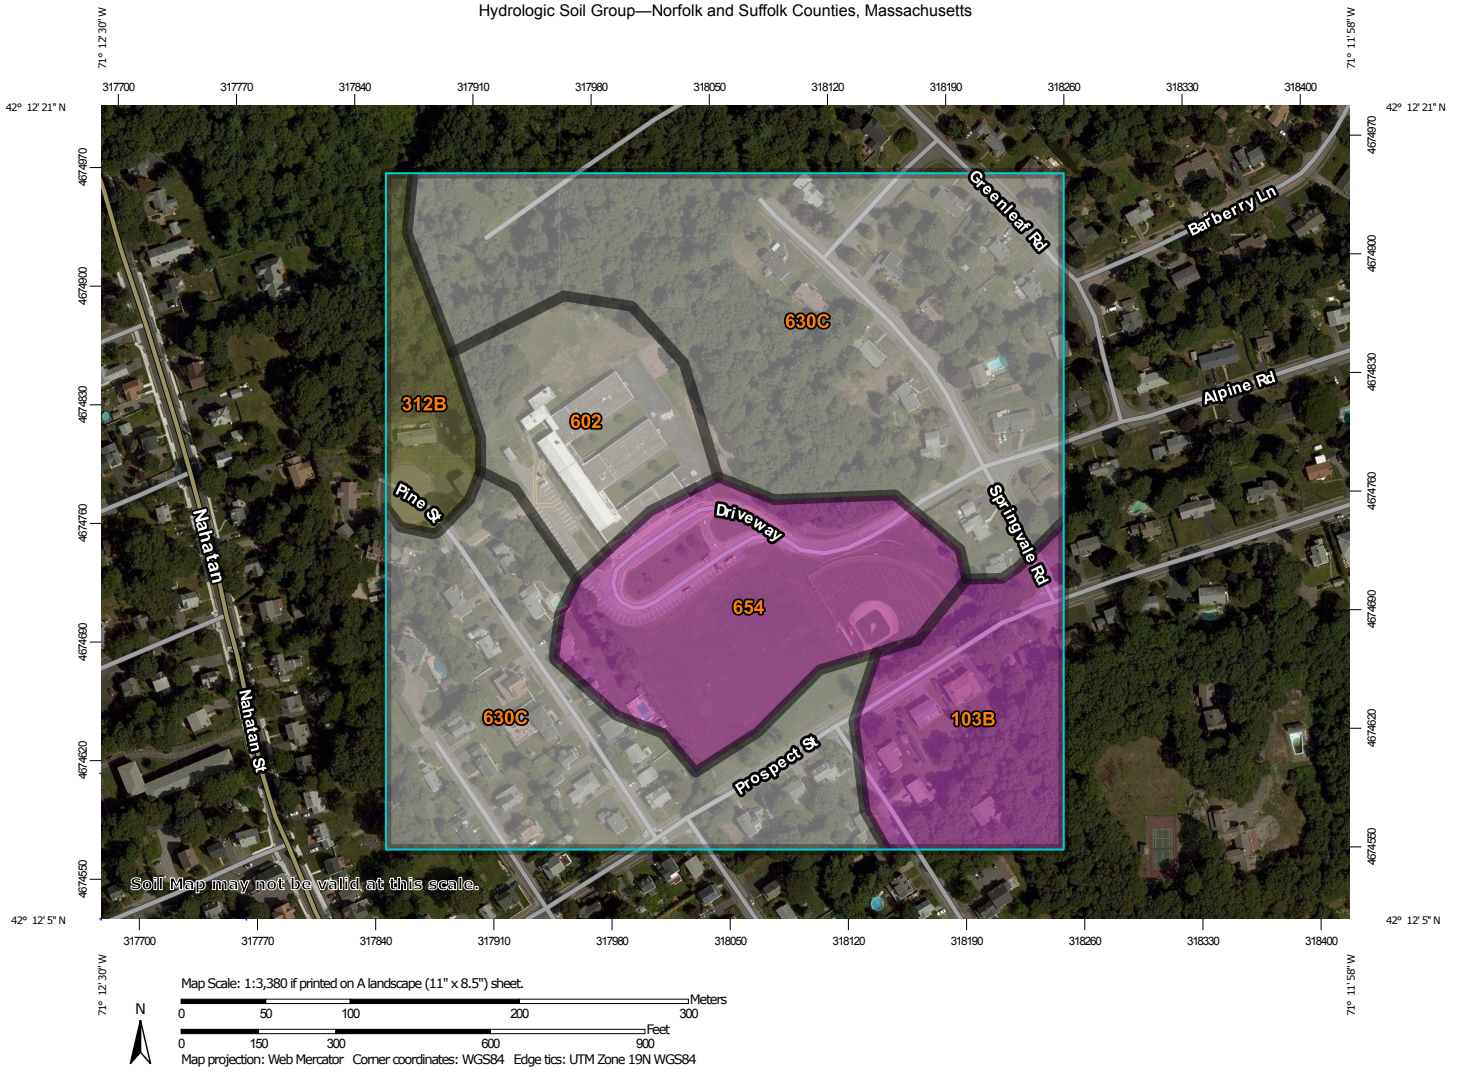 Hydrologic Soil Group—Norfolk and Suffolk Counties, Massachusetts
71° 12' 30" W
71° 11' 58" W
317700 317770 317840 317910 317980 318050 318120 318190 318260 318330 318400
42° 12' 21" N
42° 12' 21" N
4674970
4674900
4674830
4674760
4674690
4674620
4674550
4674970
4674900
4674830
4674760
4674690
4674620
4674550
Greenleaf Rd
Barberry Ln
630C
Alpine Rd
312B
602
Pine St
Driveway
Springvale Rd
Nahatan
654
630C
103B
Nahatan St
Prospect St
Soil Map may not be valid at this scale.
42° 12' 5" N
42° 12' 5" N
317700 317770 317840 317910 317980 318050 318120 318190 318260 318330 318400
71° 12' 30" W
71° 11' 58" W
N
Map Scale: 1:3,380 if printed on A landscape (11" x 8.5") sheet.
Meters
0 50 100 200 300
Feet
0 150 300 600 900
Map projection: Web Mercator Corner coordinates: WGS84 Edge tics: UTM Zone 19N WGS84